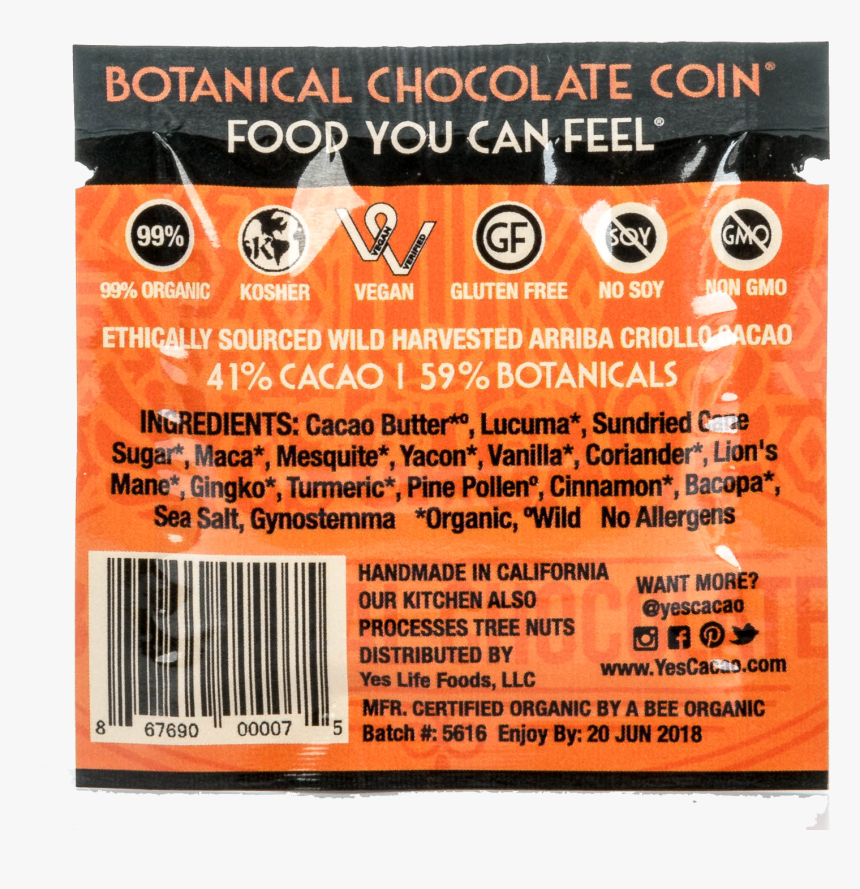 BOTANICAL CHOCOLATE COIN®
FOOD YOU CAN FEEL®
99% K VEGAN VERIFIED GF SOY GMO
99% ORGANIC KOSHER VEGAN GLUTEN FREE NO SOY NON GMO
ETHICALLY SOURCED WILD HARVESTED ARRIBA CRIOLLO CACAO
41% CACAO | 59% BOTANICALS
INGREDIENTS: Cacao Butter*º, Lucuma*, Sundried Cane
Sugar*, Maca*, Mesquite*, Yacon*, Vanilla*, Coriander*, Lion's
Mane*, Gingko*, Turmeric*, Pine Pollenº, Cinnamon*, Bacopa*,
Sea Salt, Gynostemma *Organic, ºWild No Allergens
HANDMADE IN CALIFORNIA
OUR KITCHEN ALSO
PROCESSES TREE NUTS
DISTRIBUTED BY
Yes Life Foods, LLC
WANT MORE?
@yescacao
www.YesCacao.com
MFR. CERTIFIED ORGANIC BY A BEE ORGANIC
Batch #: 5616 Enjoy By: 20 JUN 2018
8 67690 00007 5